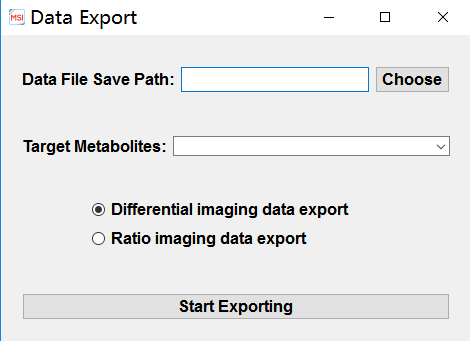 MSI Data Export
Data File Save Path: Choose
Target Metabolites:
Differential imaging data export
Ratio imaging data export
Start Exporting